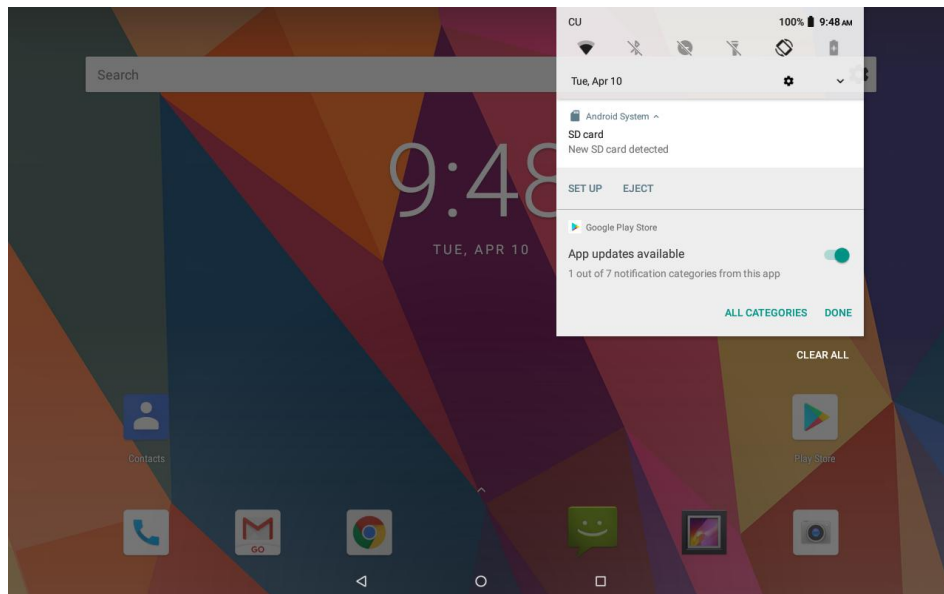 CU 100% 9:48 AM
Search
Tue, Apr 10
Android System
SD card
New SD card detected
9:48
TUE, APR 10
SET UP EJECT
Google Play Store
App updates available
1 out of 7 notification categories from this app
ALL CATEGORIES DONE
CLEAR ALL
Contacts
Play Store
GO